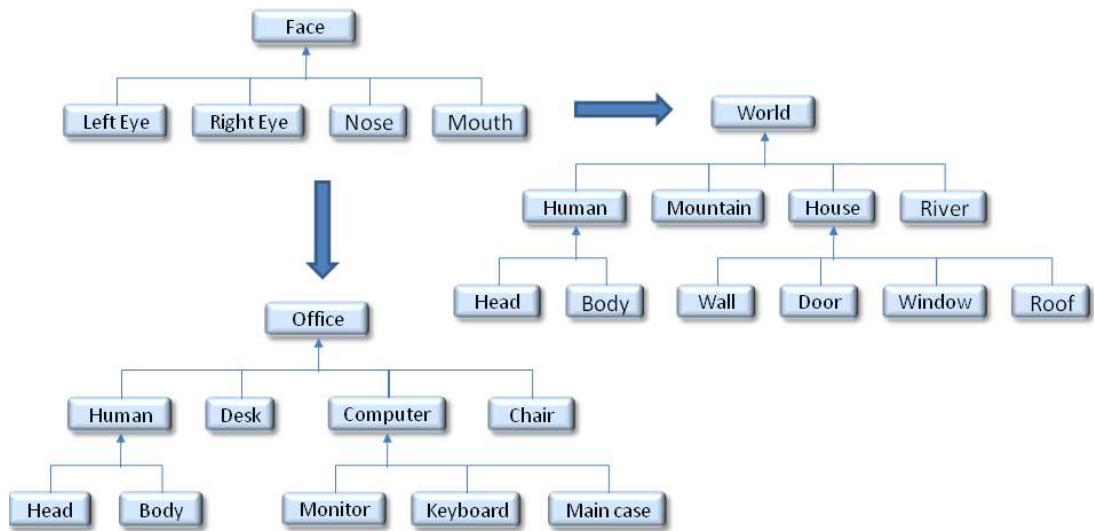 Face
Left Eye
Right Eye
Nose
Mouth
World
Human
Mountain
House
River
Head
Body
Wall
Door
Window
Roof
Office
Human
Desk
Computer
Chair
Head
Body
Monitor
Keyboard
Main case